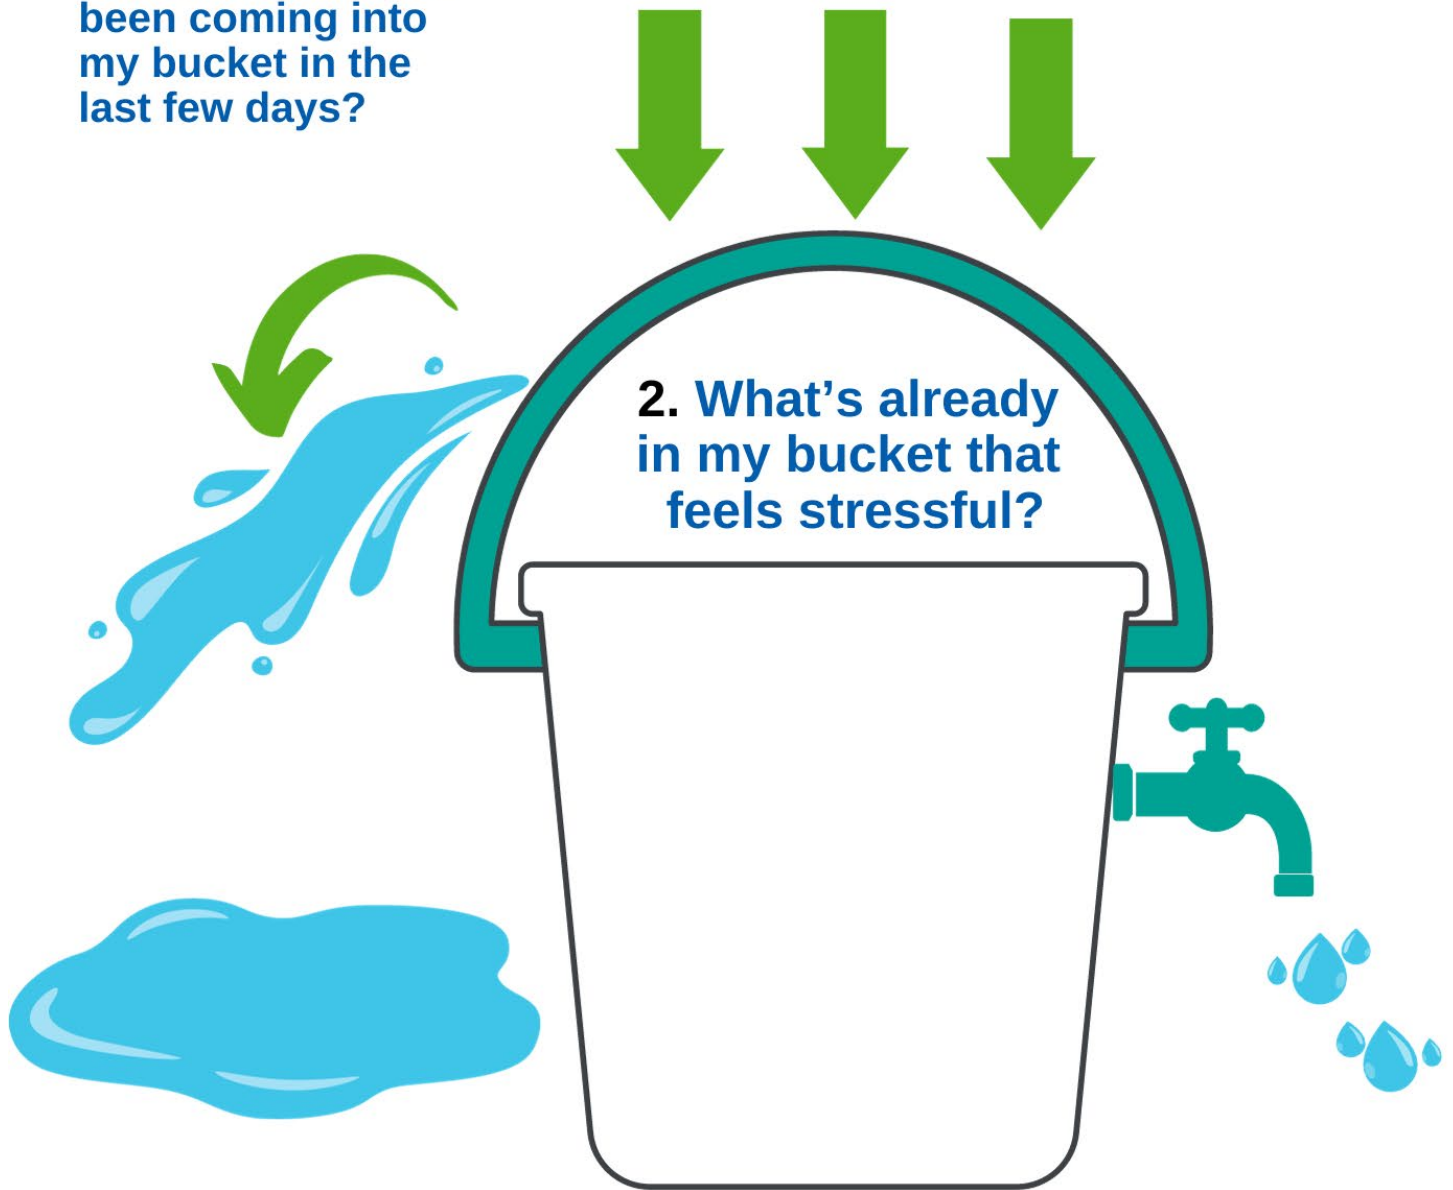 been coming into
my bucket in the
last few days?
2. What’s already
in my bucket that
feels stressful?